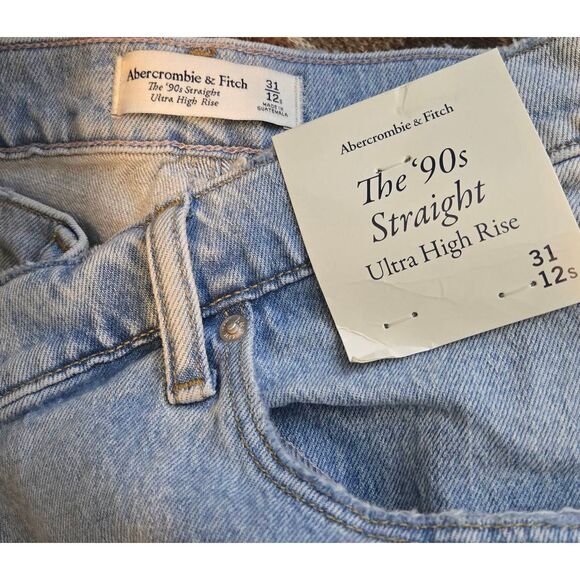 Abercrombie & Fitch
The '90s Straight
Ultra High Rise
31
12s
MADE IN
GUATEMALA
Abercrombie & Fitch
The '90s
Straight
Ultra High Rise
31
12s